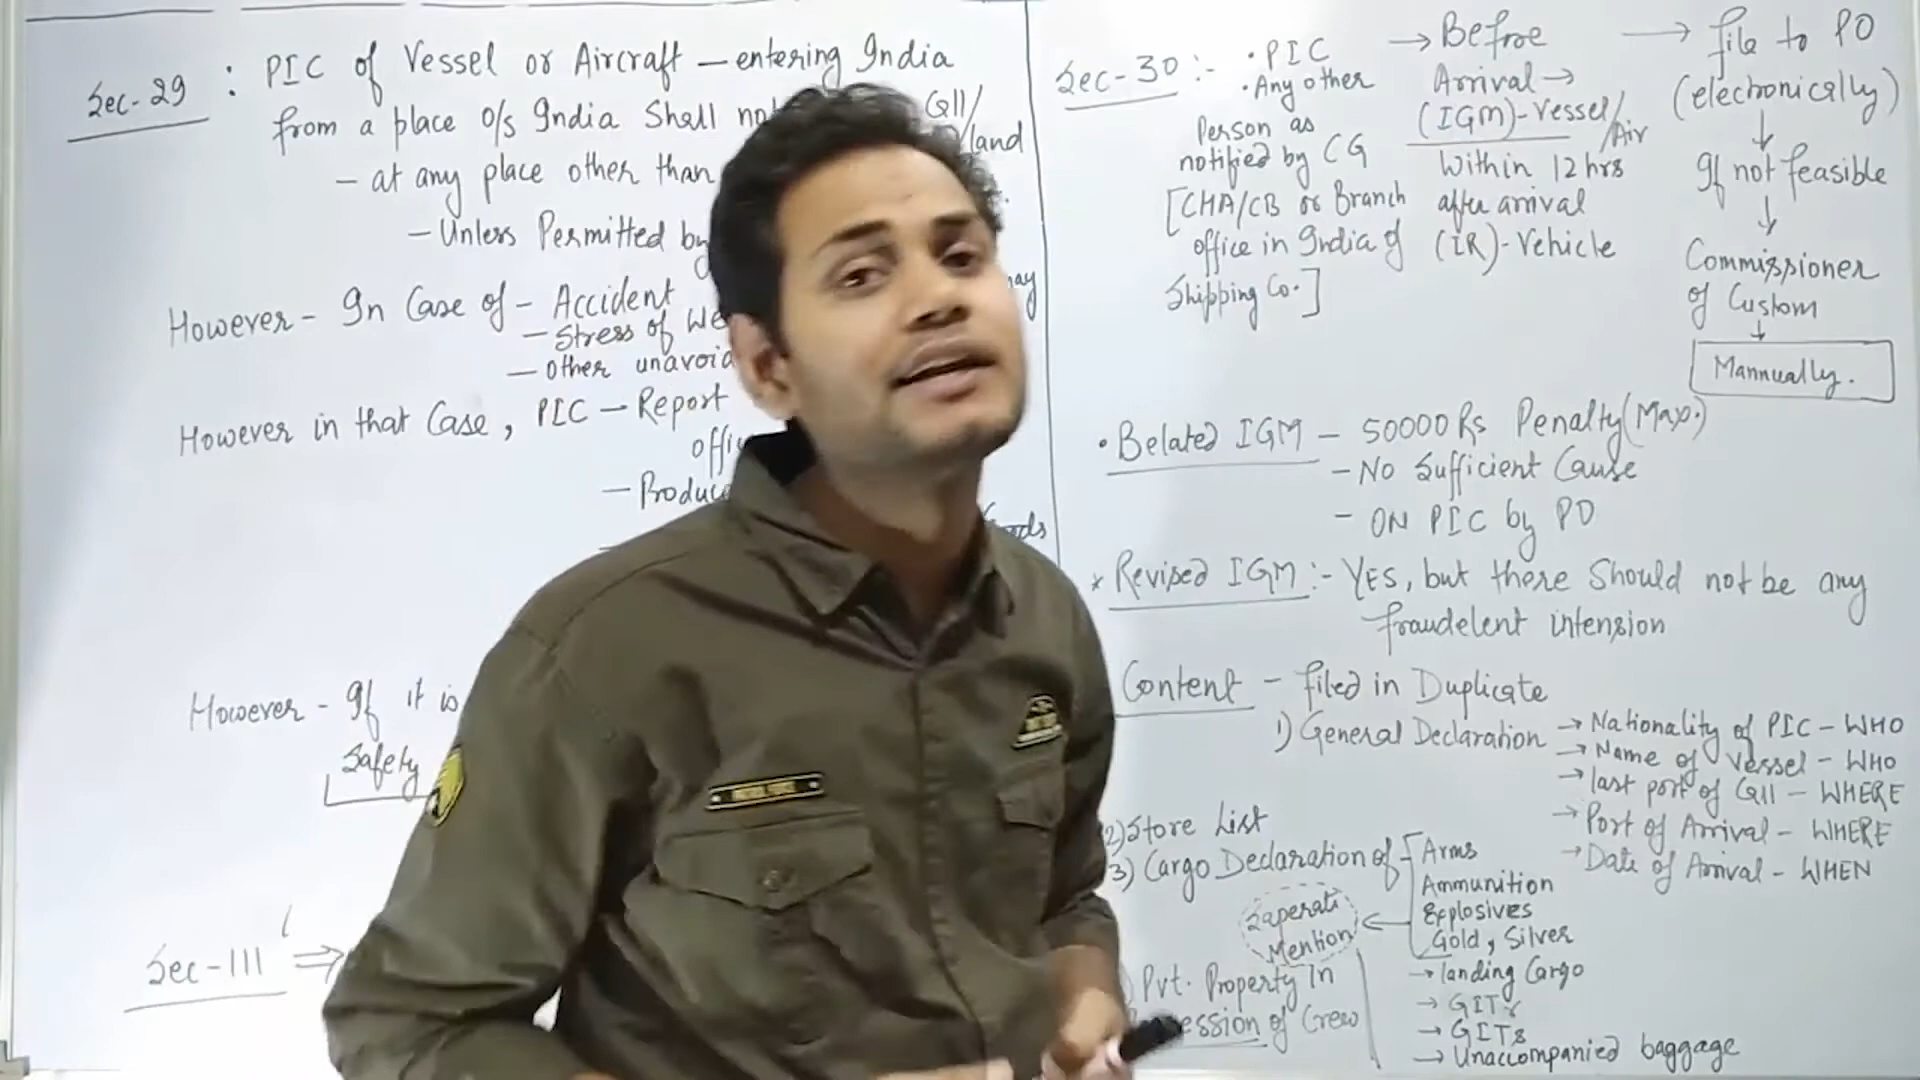 Sec-29 : PIC of Vessel or Aircraft – entering India
from a place o/s India Shall
Call/
land
– at any place other than
– Unless Permitted by
However – In Case of – Accident
may
– Stress of
– Other
However in that Case, PIC – Report
–
However – If it is
Safety
Sec-111 ⇒
Sec-30 :- • PIC
• Any other
Person as
notified by CG
[CHA/CB or Branch
office in India of
Shipping Co.]
→ Before
Arrival →
(IGM)-Vessel/
Air
Within 12 hrs
after arrival
(IR)-Vehicle
→ file to PO
(electronically)
↓
If not feasible
↓
Commissioner
of Custom
↓
Mannually.
• Belated IGM – 50000 Rs Penalty (Max.)
– No Sufficient Cause
– ON PIC by PO
* Revised IGM :- YES, but there Should not be any
fraudelent intension
Content – filed in Duplicate
1) General Declaration → Nationality of PIC – WHO
→ Name of Vessel – WHO
→ last port of Call – WHERE
→ Port of Arrival – WHERE
→ Date of Arrival – WHEN
2) Store List
3) Cargo Declaration of – Arms
Ammunition
Explosives
Gold, Silver
Saperati
Mention
→ landing Cargo
→ GITr
→ GITs
→ Unaccompanied baggage
Pvt. Property In
of Crew